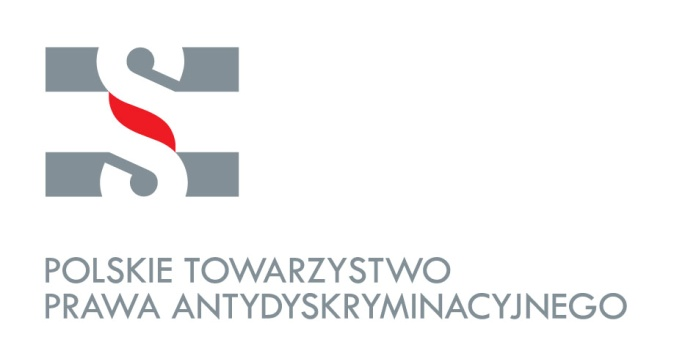 POLSKIE TOWARZYSTWO
PRAWA ANTYDYSKRYMINACYJNEGO